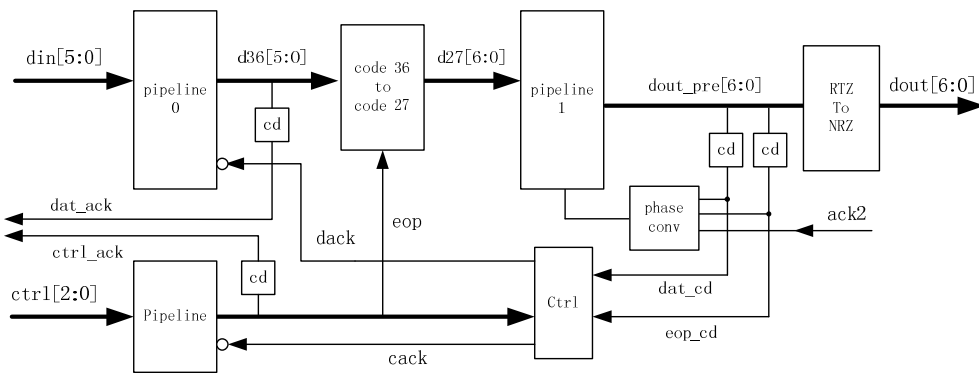 din[5:0]
pipeline
0
d36[5:0]
cd
code 36
to
code 27
d27[6:0]
pipeline
1
dout_pre[6:0]
cd
cd
RTZ
To
NRZ
dout[6:0]
dat_ack
ctrl_ack
dack
eop
phase
conv
ack2
cd
ctrl[2:0]
Pipeline
Ctrl
dat_cd
eop_cd
cack